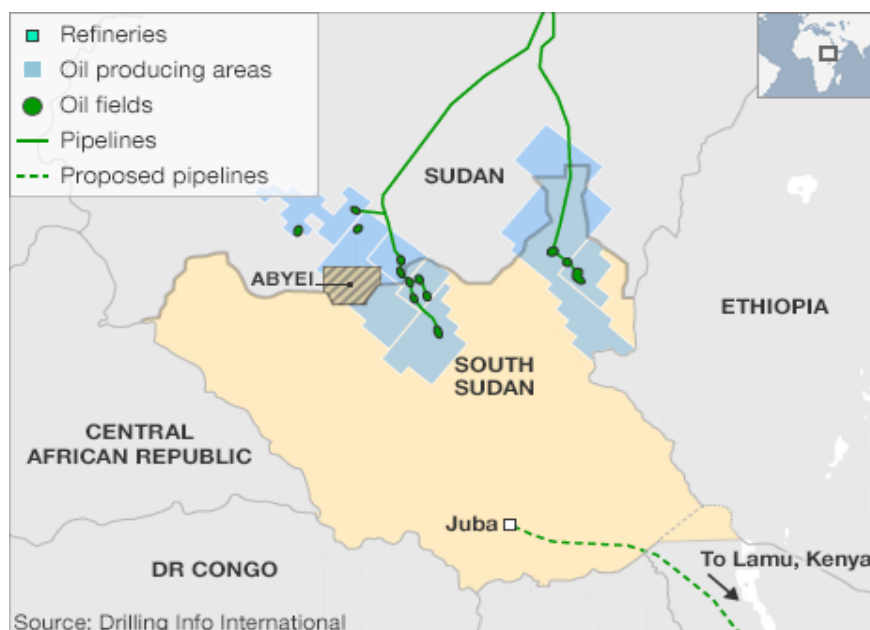 Refineries
Oil producing areas
Oil fields
Pipelines
Proposed pipelines
SUDAN
ABYEI
ETHIOPIA
SOUTH
SUDAN
CENTRAL
AFRICAN REPUBLIC
Juba
To Lamu, Kenya
DR CONGO
Source: Drilling Info International